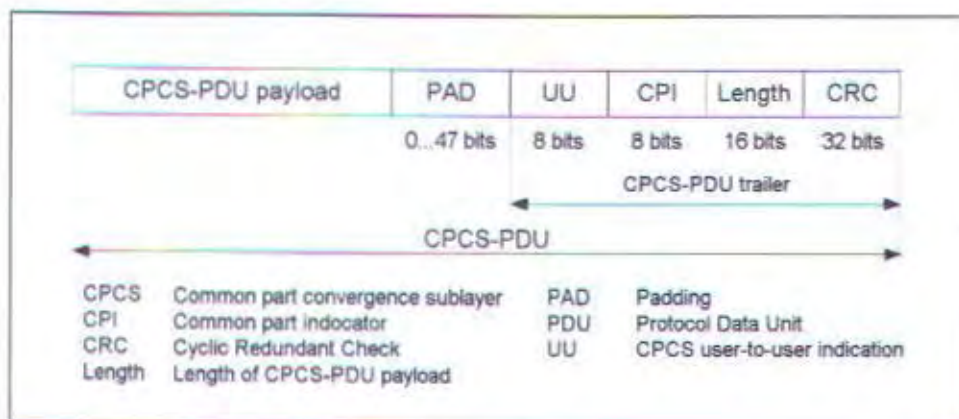 CPCS-PDU payload PAD UU CPI Length CRC
0...47 bits 8 bits 8 bits 16 bits 32 bits
CPCS-PDU trailer
CPCS-PDU
CPCS Common part convergence sublayer PAD Padding
CPI Common part indocator PDU Protocol Data Unit
CRC Cyclic Redundant Check UU CPCS user-to-user indication
Length Length of CPCS-PDU payload